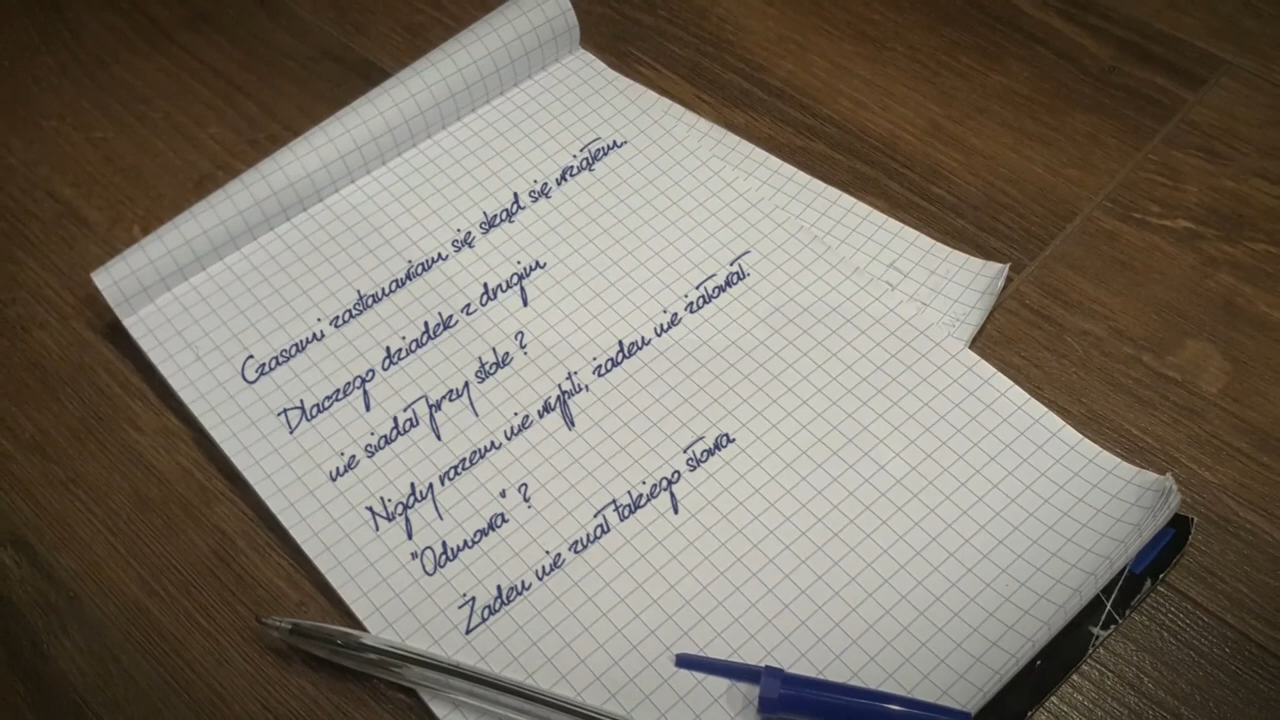 Czasami zastanawiam się skąd się wziąłem.
Dlaczego dziadek z drugim
nie siadał przy stole?
Nigdy razem nie wypili, żaden nie żałował.
"Odmowa"?
Żaden nie znał takiego słowa